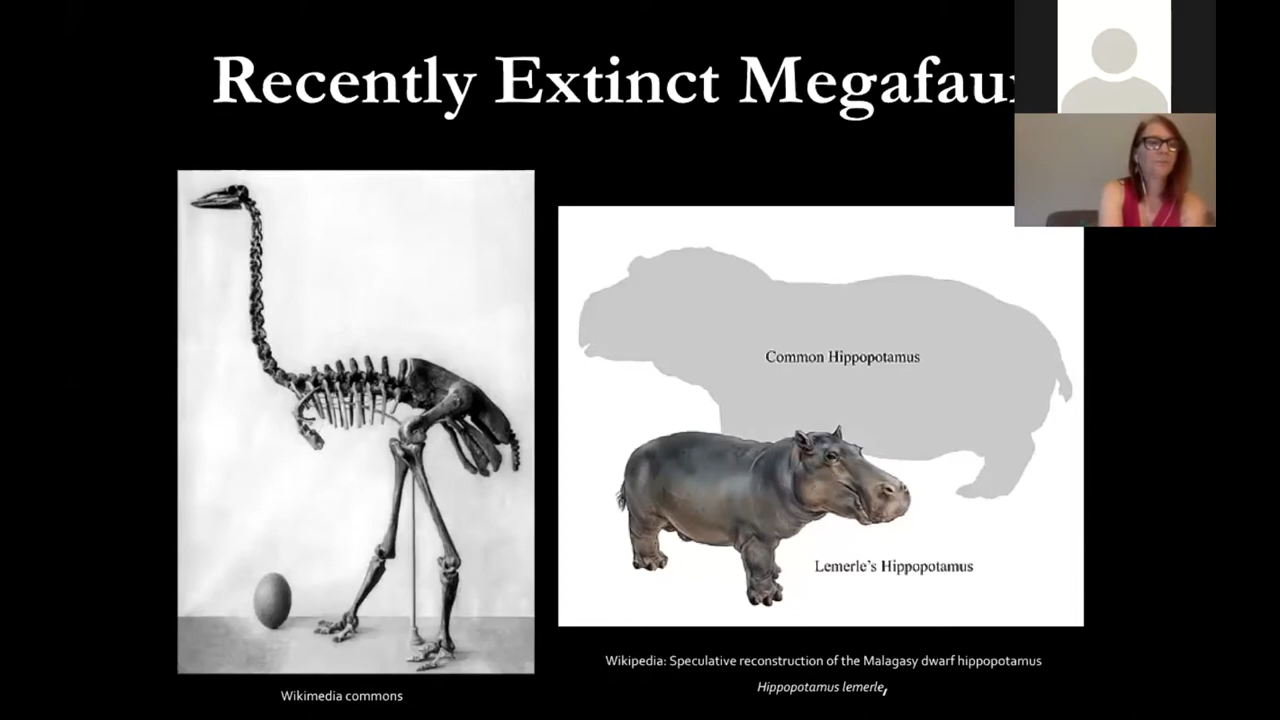 Recently Extinct Megafau
Common Hippopotamus
Lemerle's Hippopotamus
Wikipedia: Speculative reconstruction of the Malagasy dwarf hippopotamus
Hippopotamus lemerle,
Wikimedia commons